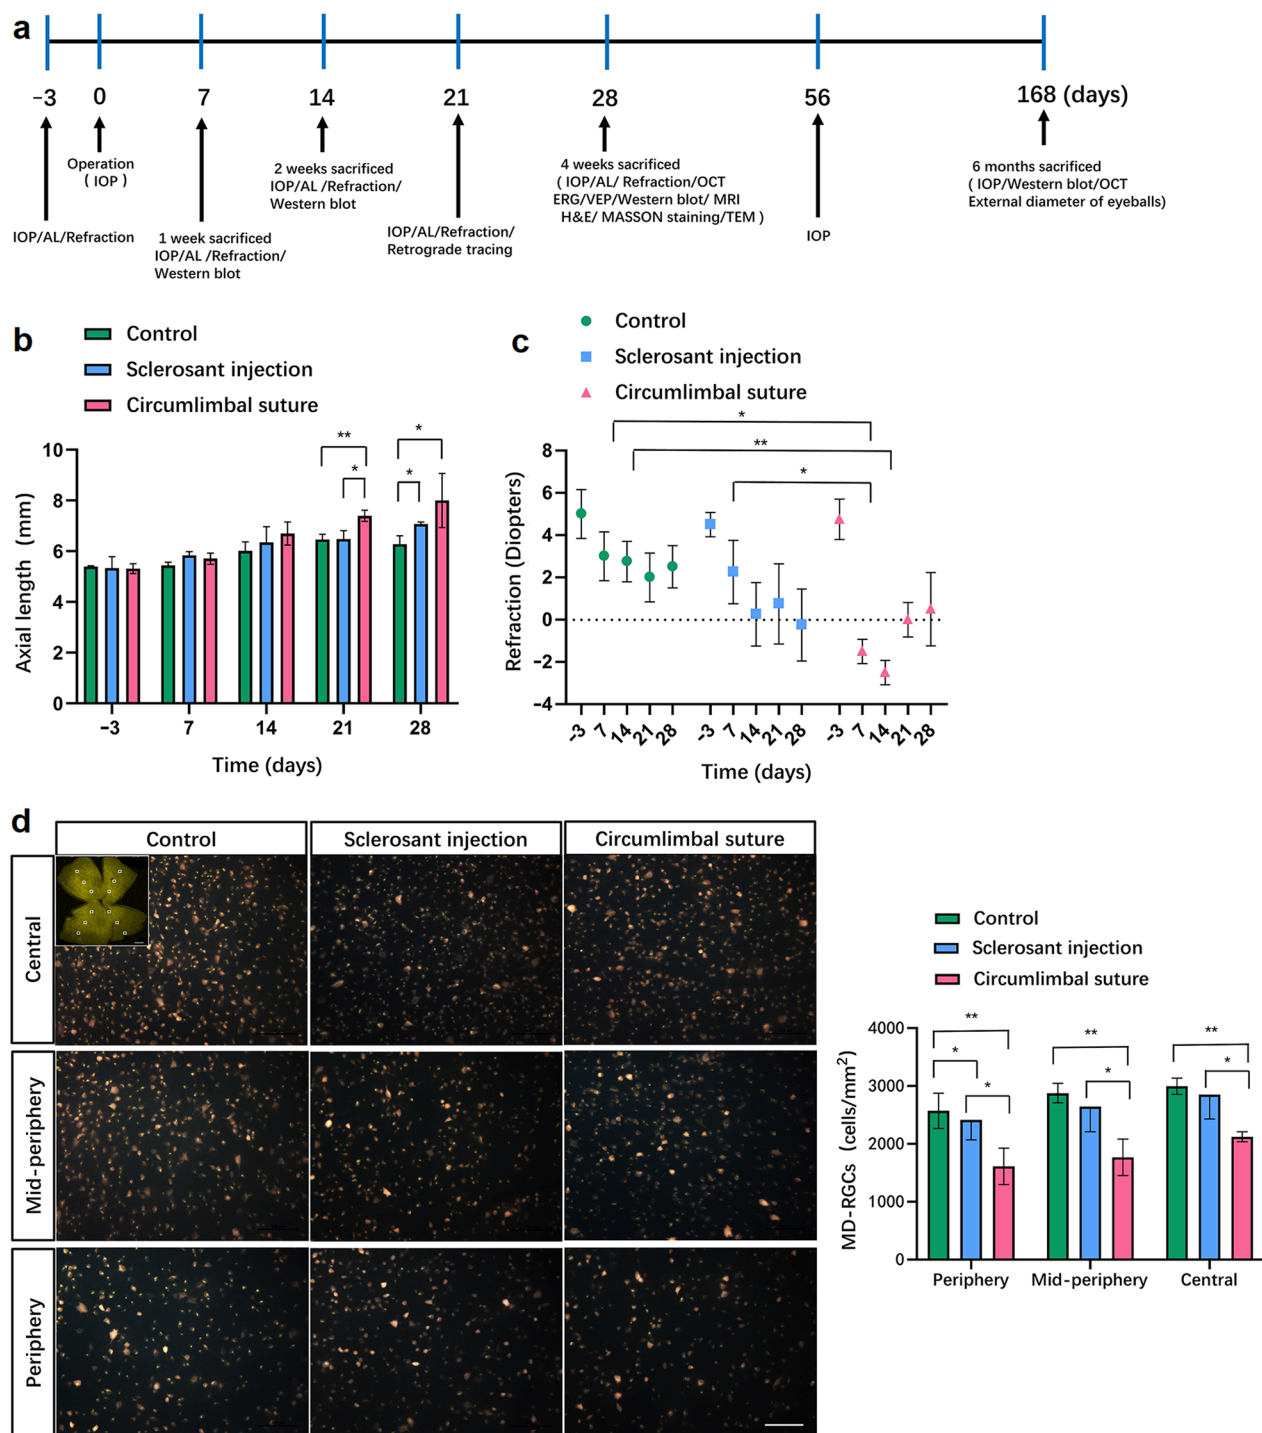 a
-3 0 7 14 21 28 56 168 (days)
Operation
( IOP )
IOP/AL/Refraction
1 week sacrificed
IOP/AL /Refraction/
Western blot
2 weeks sacrificed
IOP/AL /Refraction/
Western blot
IOP/AL/Refraction/
Retrograde tracing
4 weeks sacrificed
( IOP/AL/ Refraction/OCT
ERG/VEP/Western blot/ MRI
H&E/ MASSON staining/TEM )
IOP
6 months sacrificed
( IOP/Western blot/OCT
External diameter of eyeballs)
b
Control
Sclerosant injection
Circumlimbal suture
Axial length (mm)
10
8
6
4
2
0
** * * *
-3 7 14 21 28
Time (days)
c
Control
Sclerosant injection
Circumlimbal suture
*
**
*
Refraction (Diopters)
8
6
4
2
0
-2
-4
-3 7 14 21 28 -3 7 14 21 28 -3 7 14 21 28
Time (days)
d
Control Sclerosant injection Circumlimbal suture
Central
Mid-periphery
Periphery
Control
Sclerosant injection
Circumlimbal suture
MD-RGCs (cells/mm²)
4000
3000
2000
1000
0
** * *
** *
** *
Periphery Mid-periphery Central